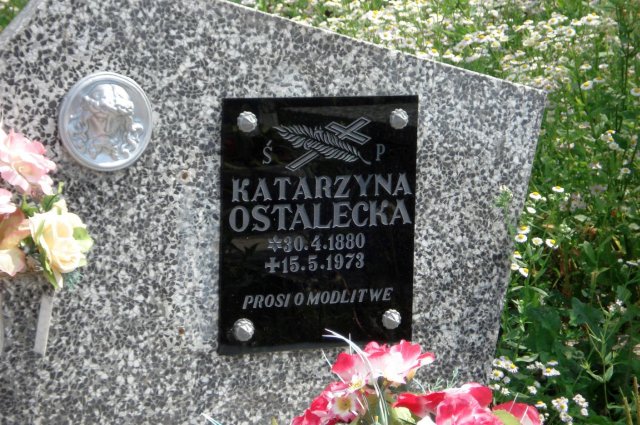 Ś P
KATARZYNA
OSTALECKA
*30.4.1880
+15.5.1973
PROSI O MODLITWE